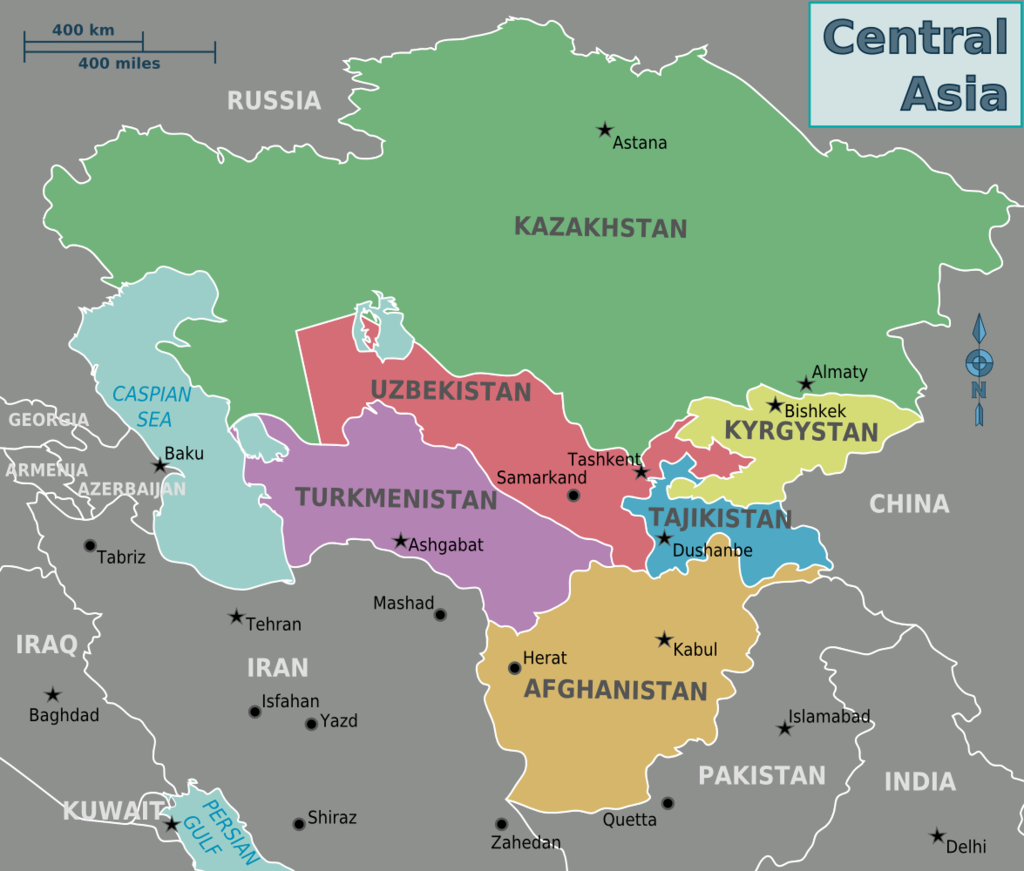 400 km
400 miles
Central
Asia
RUSSIA
Astana
KAZAKHSTAN
Almaty
Bishkek
KYRGYSTAN
N
CASPIAN
SEA
UZBEKISTAN
GEORGIA
Baku
ARMENIA
AZERBAIJAN
Tashkent
Samarkand
TURKMENISTAN
CHINA
TAJIKISTAN
Ashgabat
Dushanbe
Tabriz
Mashad
Tehran
IRAQ
IRAN
Herat
Kabul
AFGHANISTAN
Baghdad
Isfahan
Yazd
Islamabad
PAKISTAN
INDIA
KUWAIT
PERSIAN
GULF
Shiraz
Quetta
Zahedan
Delhi